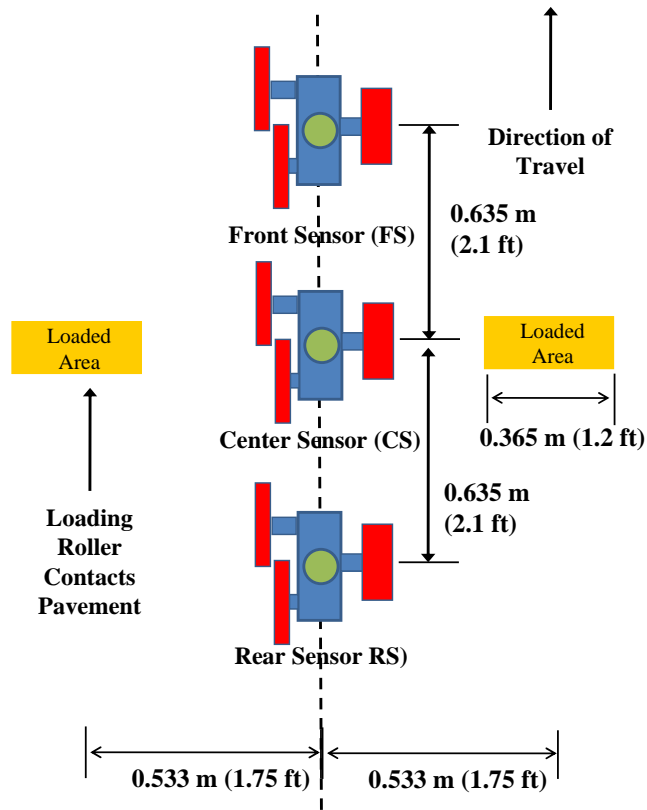 Direction of
Travel
0.635 m
(2.1 ft)
Front Sensor (FS)
Loaded
Area
Loaded
Area
Center Sensor (CS)
0.365 m (1.2 ft)
0.635 m
(2.1 ft)
Loading
Roller
Contacts
Pavement
Rear Sensor RS)
0.533 m (1.75 ft)
0.533 m (1.75 ft)